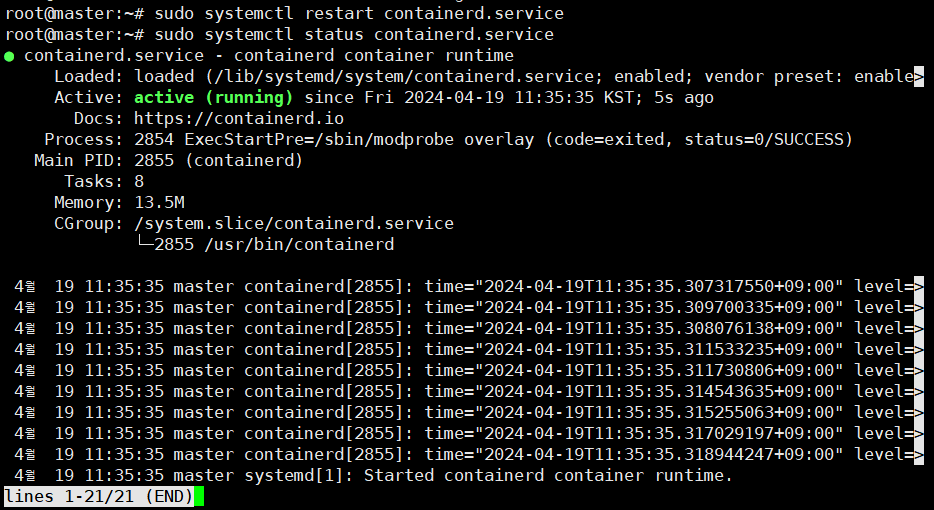 root@master:~# sudo systemctl restart containerd.service
root@master:~# sudo systemctl status containerd.service
● containerd.service - containerd container runtime
     Loaded: loaded (/lib/systemd/system/containerd.service; enabled; vendor preset: enable>
     Active: active (running) since Fri 2024-04-19 11:35:35 KST; 5s ago
       Docs: https://containerd.io
    Process: 2854 ExecStartPre=/sbin/modprobe overlay (code=exited, status=0/SUCCESS)
   Main PID: 2855 (containerd)
      Tasks: 8
     Memory: 13.5M
     CGroup: /system.slice/containerd.service
             └─2855 /usr/bin/containerd
 4월  19 11:35:35 master containerd[2855]: time="2024-04-19T11:35:35.307317550+09:00" level=>
 4월  19 11:35:35 master containerd[2855]: time="2024-04-19T11:35:35.309700335+09:00" level=>
 4월  19 11:35:35 master containerd[2855]: time="2024-04-19T11:35:35.308076138+09:00" level=>
 4월  19 11:35:35 master containerd[2855]: time="2024-04-19T11:35:35.311533235+09:00" level=>
 4월  19 11:35:35 master containerd[2855]: time="2024-04-19T11:35:35.311730806+09:00" level=>
 4월  19 11:35:35 master containerd[2855]: time="2024-04-19T11:35:35.314543635+09:00" level=>
 4월  19 11:35:35 master containerd[2855]: time="2024-04-19T11:35:35.315255063+09:00" level=>
 4월  19 11:35:35 master containerd[2855]: time="2024-04-19T11:35:35.317029197+09:00" level=>
 4월  19 11:35:35 master containerd[2855]: time="2024-04-19T11:35:35.318944247+09:00" level=>
 4월  19 11:35:35 master systemd[1]: Started containerd container runtime.
lines 1-21/21 (END)